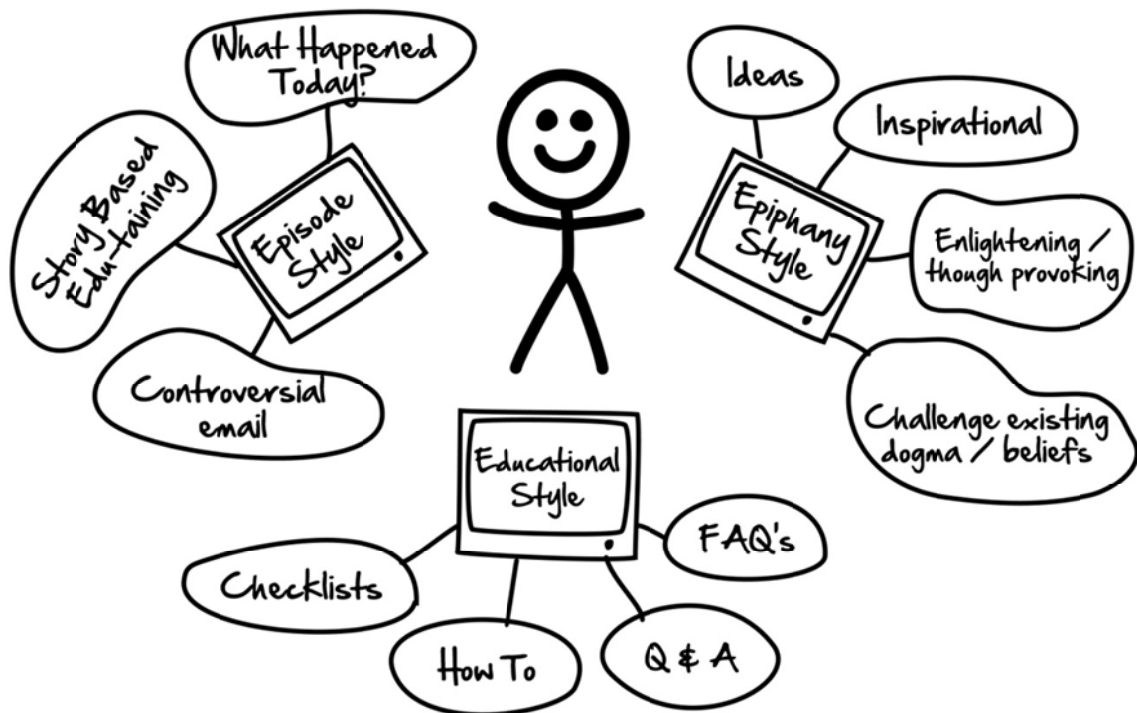 What Happened
Today?
Story Based
Edu-taining
Episode
Style
Controversial
email
Ideas
Inspirational
Epiphany
Style
Enlightening /
though provoking
Challenge existing
dogma / beliefs
Educational
Style
Checklists
How To
Q & A
FAQ's